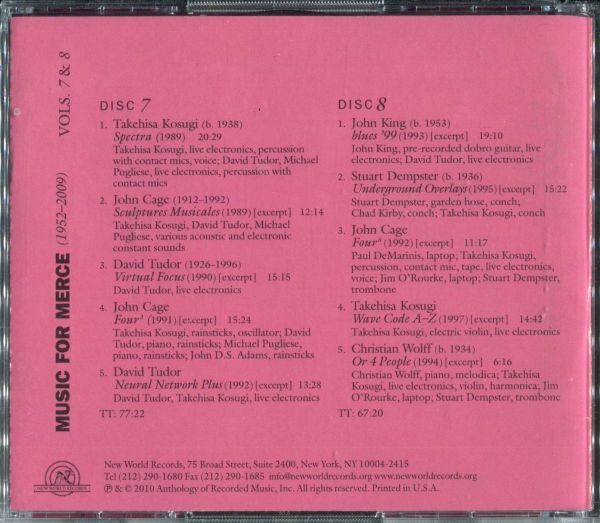 MUSIC FOR MERCE (1952–2009) VOLS. 7 & 8
DISC 7
1. Takehisa Kosugi (b. 1938)
Spectra (1989) 20:29
Takehisa Kosugi, live electronics, percussion
with contact mics, voice; David Tudor, Michael
Pugliese, live electronics, percussion with
contact mics
2. John Cage (1912–1992)
Sculptures Musicales (1989) [excerpt] 12:14
Takehisa Kosugi, David Tudor, Michael
Pugliese, various acoustic and electronic
constant sounds
3. David Tudor (1926–1996)
Virtual Focus (1990) [excerpt] 15:15
David Tudor, live electronics
4. John Cage
Four³ (1991) [excerpt] 15:24
Takehisa Kosugi, rainsticks, oscillator; David
Tudor, piano, rainsticks; Michael Pugliese,
piano, rainsticks; John D.S. Adams, rainsticks
5. David Tudor
Neural Network Plus (1992) [excerpt] 13:28
David Tudor, Takehisa Kosugi, live electronics
TT: 77:22
DISC 8
1. John King (b. 1953)
blues '99 (1993) [excerpt] 19:10
John King, pre-recorded dobro guitar, live
electronics; David Tudor, live electronics
2. Stuart Dempster (b. 1936)
Underground Overlays (1995) [excerpt] 15:22
Stuart Dempster, garden hose, conch;
Chad Kirby, conch; Takehisa Kosugi, conch
3. John Cage
Four⁶ (1992) [excerpt] 11:17
Paul DeMarinis, laptop; Takehisa Kosugi,
percussion, contact mic, tape, live electronics,
voice; Jim O"Rourke, laptop; Stuart Dempster,
trombone
4. Takehisa Kosugi
Wave Code A–Z (1997) [excerpt] 14:42
Takehisa Kosugi, electric violin, live electronics
5. Christian Wolff (b. 1934)
Or 4 People (1994) [excerpt] 6:16
Christian Wolff, piano, melodica; Takehisa
Kosugi, live electronics, violin, harmonica; Jim
O"Rourke, laptop; Stuart Dempster, trombone
TT: 67:20
NEW WORLD RECORDS
New World Records, 75 Broad Street, Suite 2400, New York, NY 10004-2415
Tel (212) 290-1680 Fax (212) 290-1685 info@newworldrecords.org www.newworldrecords.org
℗ & © 2010 Anthology of Recorded Music, Inc. All rights reserved. Printed in U.S.A.